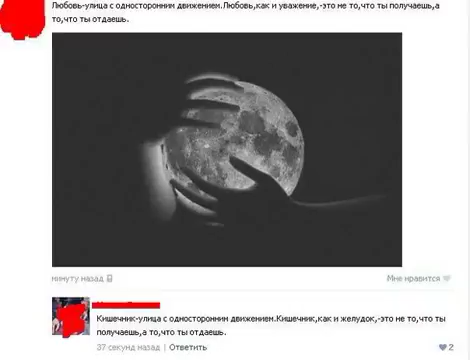 Любовь-улица с односторонним движением.Любовь,как и уважение,-это не то,что ты получаешь,а
то,что ты отдаешь.
минуту назад
Мне нравится
Кишечник-улица с односторонним движением.Кишечник,как и желудок,-это не то,что ты
получаешь,а то,что ты отдаешь.
37 секунд назад | Ответить
2